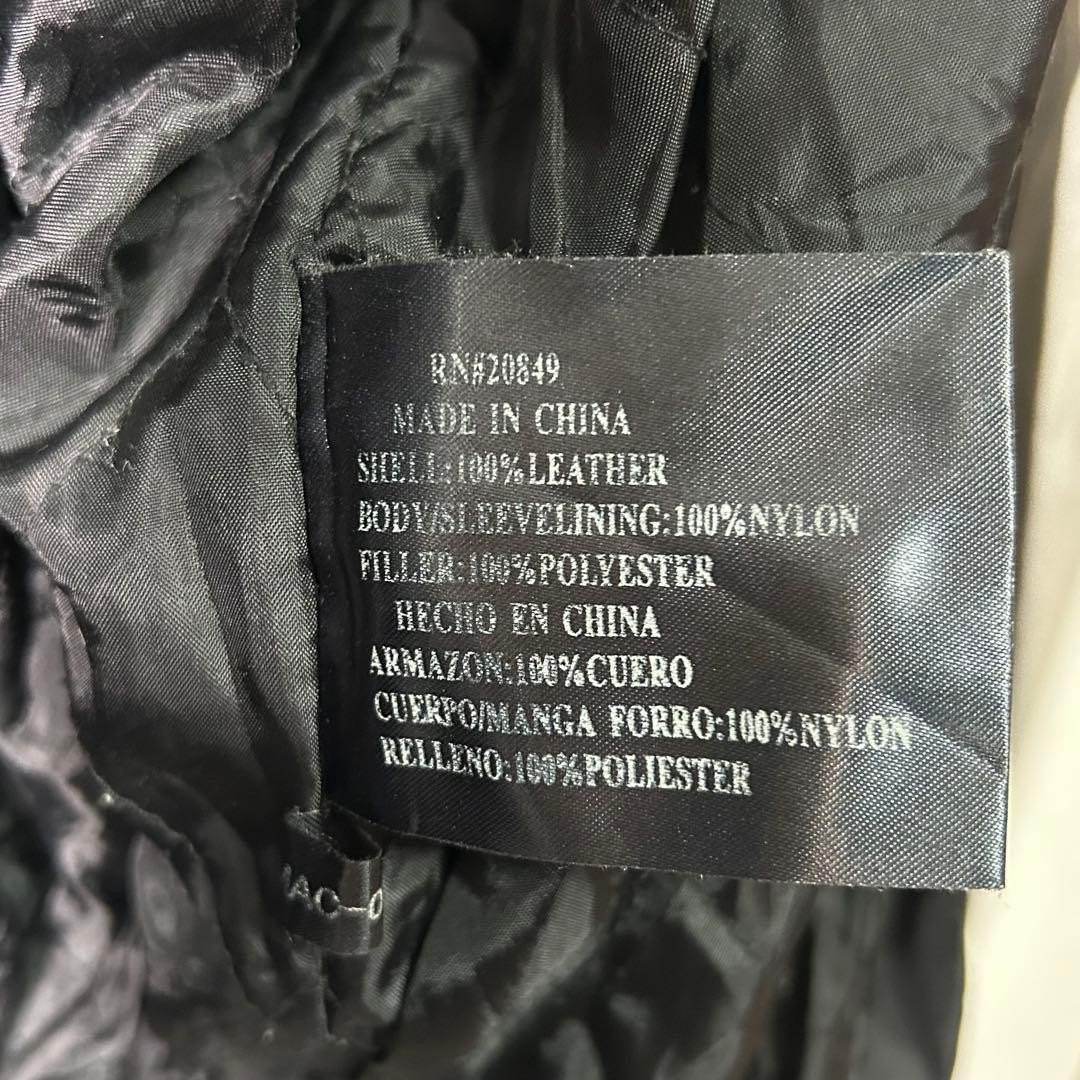 RN#20849
MADE IN CHINA
SHELL:100%LEATHER
BODY/SLEEVELINING:100%NYLON
FILLER:100%POLYESTER
HECHO EN CHINA
ARMAZON:100%CUERO
CUERPO/MANGA FORRO:100%NYLON
RELLENO:100%POLIESTER